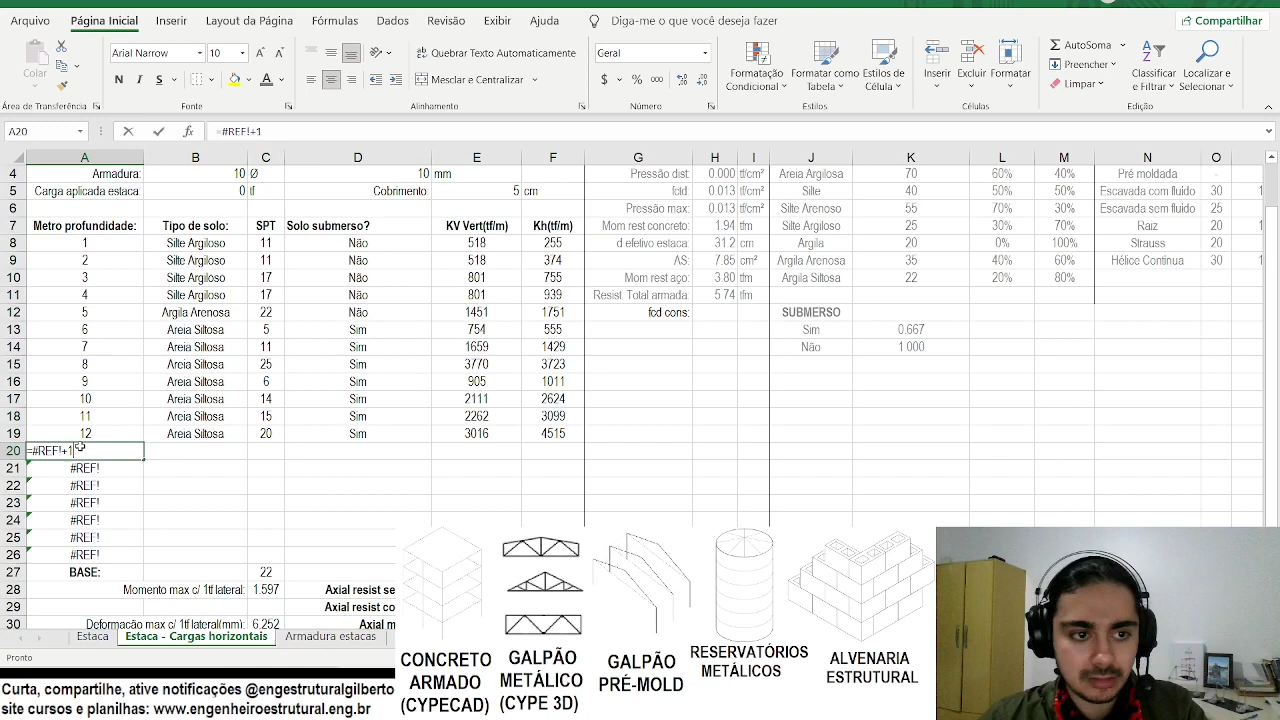 Arquivo Página Inicial Inserir Layout da Página Fórmulas Dados Revisão Exibir Ajuda Diga-me o que você deseja fazer Compartilhar
Colar Arial Narrow 10 Quebrar Texto Automaticamente Geral AutoSoma
Preencher
N I S Mesclar e Centralizar $ % 000 Formatação Condicional Formatar como Tabela Estilos de Célula Inserir Excluir Formatar Limpar Classificar e Filtrar Localizar e Selecionar
Área de Transferência Fonte Alinhamento Número Estilos Células Edição
A20 fx =#REF!+1
A B C D E F G H I J K L M N O
4 Armadura: 10 Ø 10 mm Pressão dist: 0.000 tf/cm² Areia Argilosa 70 60% 40% Pré moldada -
5 Carga aplicada estaca: 0 tf Cobrimento 5 cm fctd: 0.013 tf/cm² Silte 40 50% 50% Escavada com fluido 30 1
6 Pressão max: 0.013 tf/cm² Silte Arenoso 55 70% 30% Escavada sem fluido 25
7 Metro profundidade: Tipo de solo: SPT Solo submerso? KV Vert(tf/m) Kh(tf/m) Mom rest concreto: 1.94 tfm Silte Argiloso 25 30% 70% Raiz 20 1
8 1 Silte Argiloso 11 Não 518 255 d efetivo estaca: 31.2 cm Argila 20 0% 100% Strauss 20
9 2 Silte Argiloso 11 Não 518 374 AS: 7.85 cm² Argila Arenosa 35 40% 60% Hélice Continua 30 1
10 3 Silte Argiloso 17 Não 801 755 Mom rest aço: 3.80 tfm Argila Siltosa 22 20% 80%
11 4 Silte Argiloso 17 Não 801 939 Resist. Total armada: 5.74 tfm
12 5 Argila Arenosa 22 Não 1451 1751 fcd cons: SUBMERSO
13 6 Areia Siltosa 5 Sim 754 555 Sim 0.667
14 7 Areia Siltosa 11 Sim 1659 1429 Não 1.000
15 8 Areia Siltosa 25 Sim 3770 3723
16 9 Areia Siltosa 6 Sim 905 1011
17 10 Areia Siltosa 14 Sim 2111 2624
18 11 Areia Siltosa 15 Sim 2262 3099
19 12 Areia Siltosa 20 Sim 3016 4515
20 =#REF!+1
21 #REF!
22 #REF!
23 #REF!
24 #REF!
25 #REF!
26 #REF!
27 BASE: 22
28 Momento max c/ 1tf lateral: 1.597 Axial resist se
29 Axial resist co
30 Deformação max c/ 1tf lateral(mm): 6.252 Axial m
Estaca Estaca - Cargas horizontais Armadura estacas
Pronto
CONCRETO ARMADO (CYPECAD)
GALPÃO METÁLICO (CYPE 3D)
GALPÃO PRÉ-MOLD
RESERVATÓRIOS METÁLICOS
ALVENARIA ESTRUTURAL
Curta, compartilhe, ative notificações @engestruturalgilberto
site cursos e planilhas: www.engenheiroestrutural.eng.br